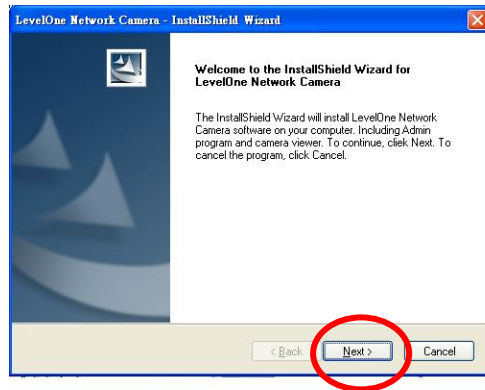 LevelOne Network Camera - InstallShield Wizard
Welcome to the InstallShield Wizard for
LevelOne Network Camera
The InstallShield Wizard will install LevelOne Network
Camera software on your computer. Including Admin
program and camera viewer. To continue, cliek Next. To
cancel the program, click Cancel.
< Back Next > Cancel